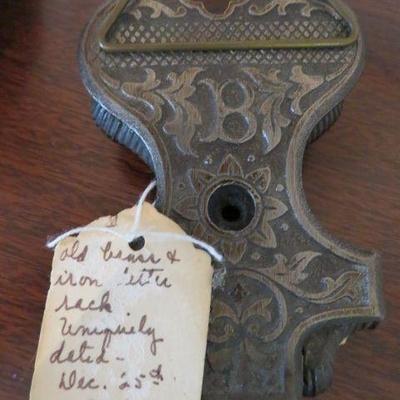 B
old brass &
iron letter
rack
uniquely
dated -
Dec. 25th